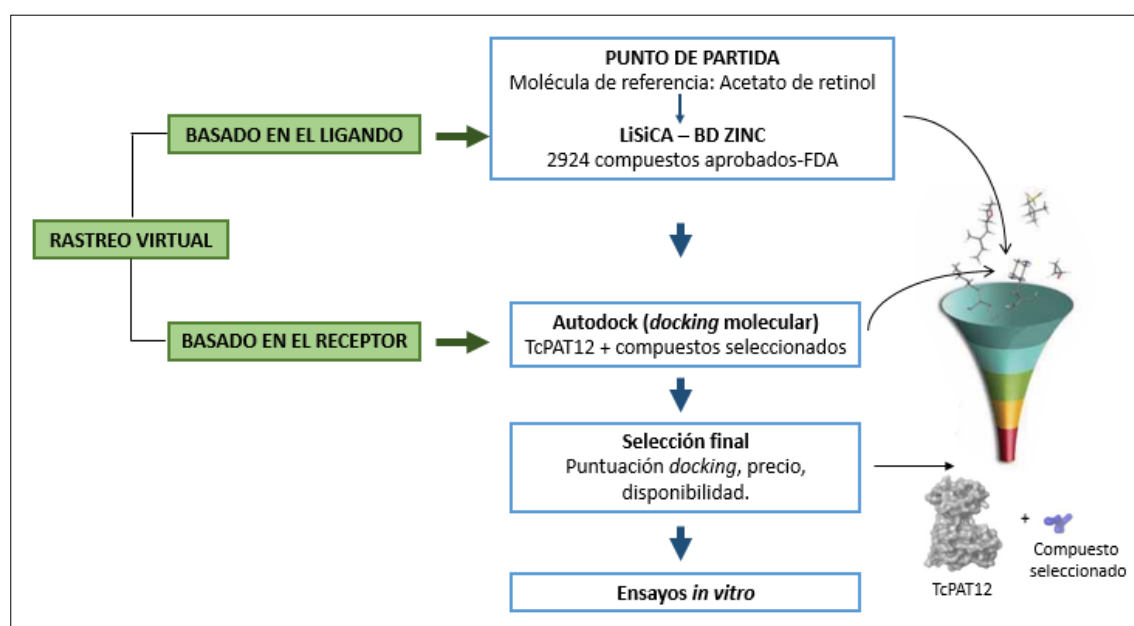 PUNTO DE PARTIDA
Molécula de referencia: Acetato de retinol
LiSiCA – BD ZINC
2924 compuestos aprobados-FDA
BASADO EN EL LIGANDO
RASTREO VIRTUAL
BASADO EN EL RECEPTOR
Autodock (docking molecular)
TcPAT12 + compuestos seleccionados
Selección final
Puntuación docking, precio,
disponibilidad.
Ensayos in vitro
+
Compuesto
seleccionado
TcPAT12